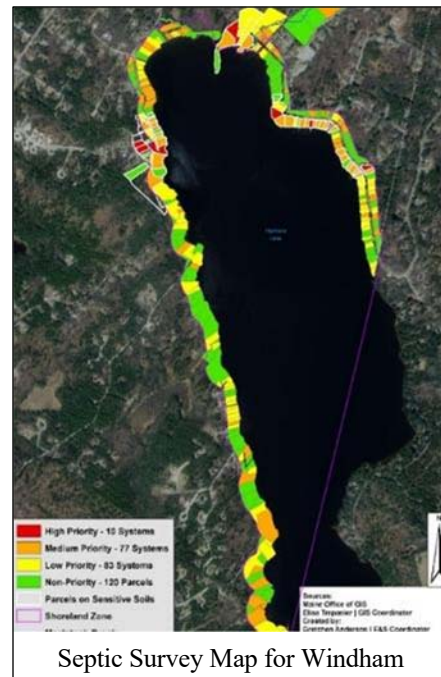 High Priority - 10 Systems
Medium Priority - 77 Systems
Low Priority - 83 Systems
Non-Priority - 120 Parcels
Parcels on Sensitive Soils
Shoreland Zone
Sources:
Maine Office of GIS
GIS Coordinator
Created by:
Gretchen Anderson | E&S Coordinator
Septic Survey Map for Windham